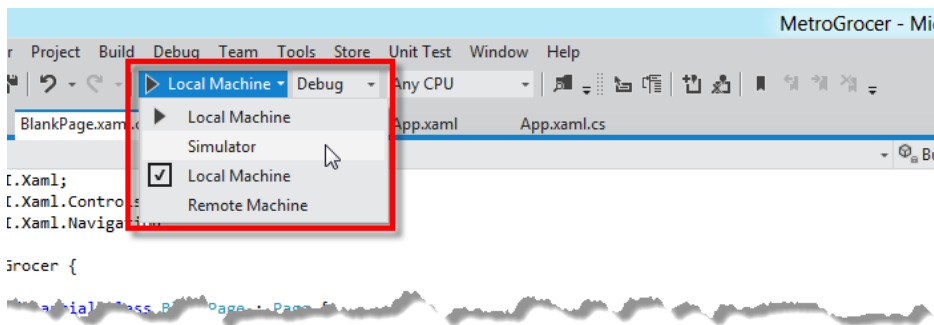 MetroGrocer - Mi
r Project Build Debug Team Tools Store Unit Test Window Help
Local Machine Debug Any CPU
BlankPage.xaml.c App.xaml App.xaml.cs
Local Machine
Simulator
Local Machine
Remote Machine
I.Xaml;
I.Xaml.Controls
I.Xaml.Navigation
Grocer {